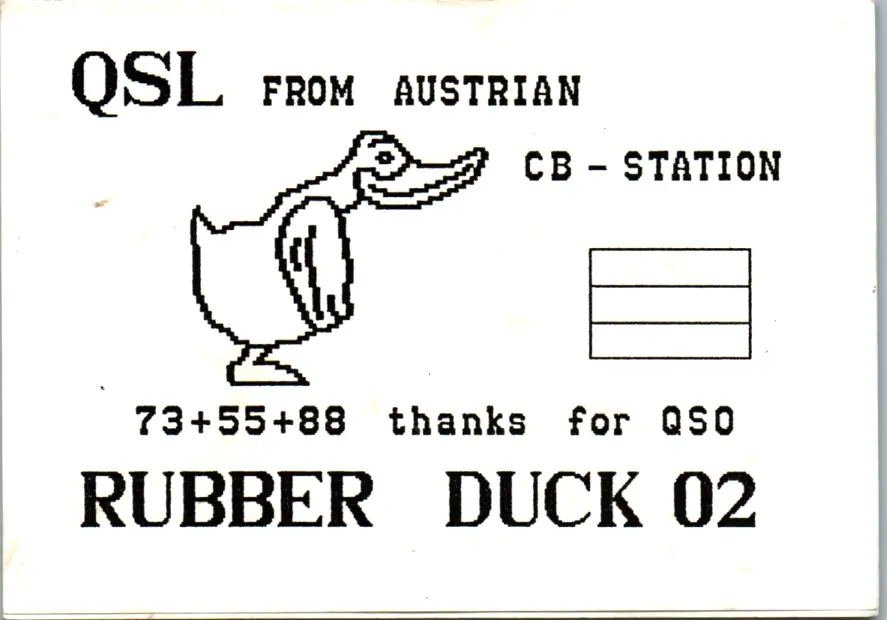 QSL FROM AUSTRIAN
CB - STATION
73+55+88 thanks for QSO
RUBBER DUCK 02